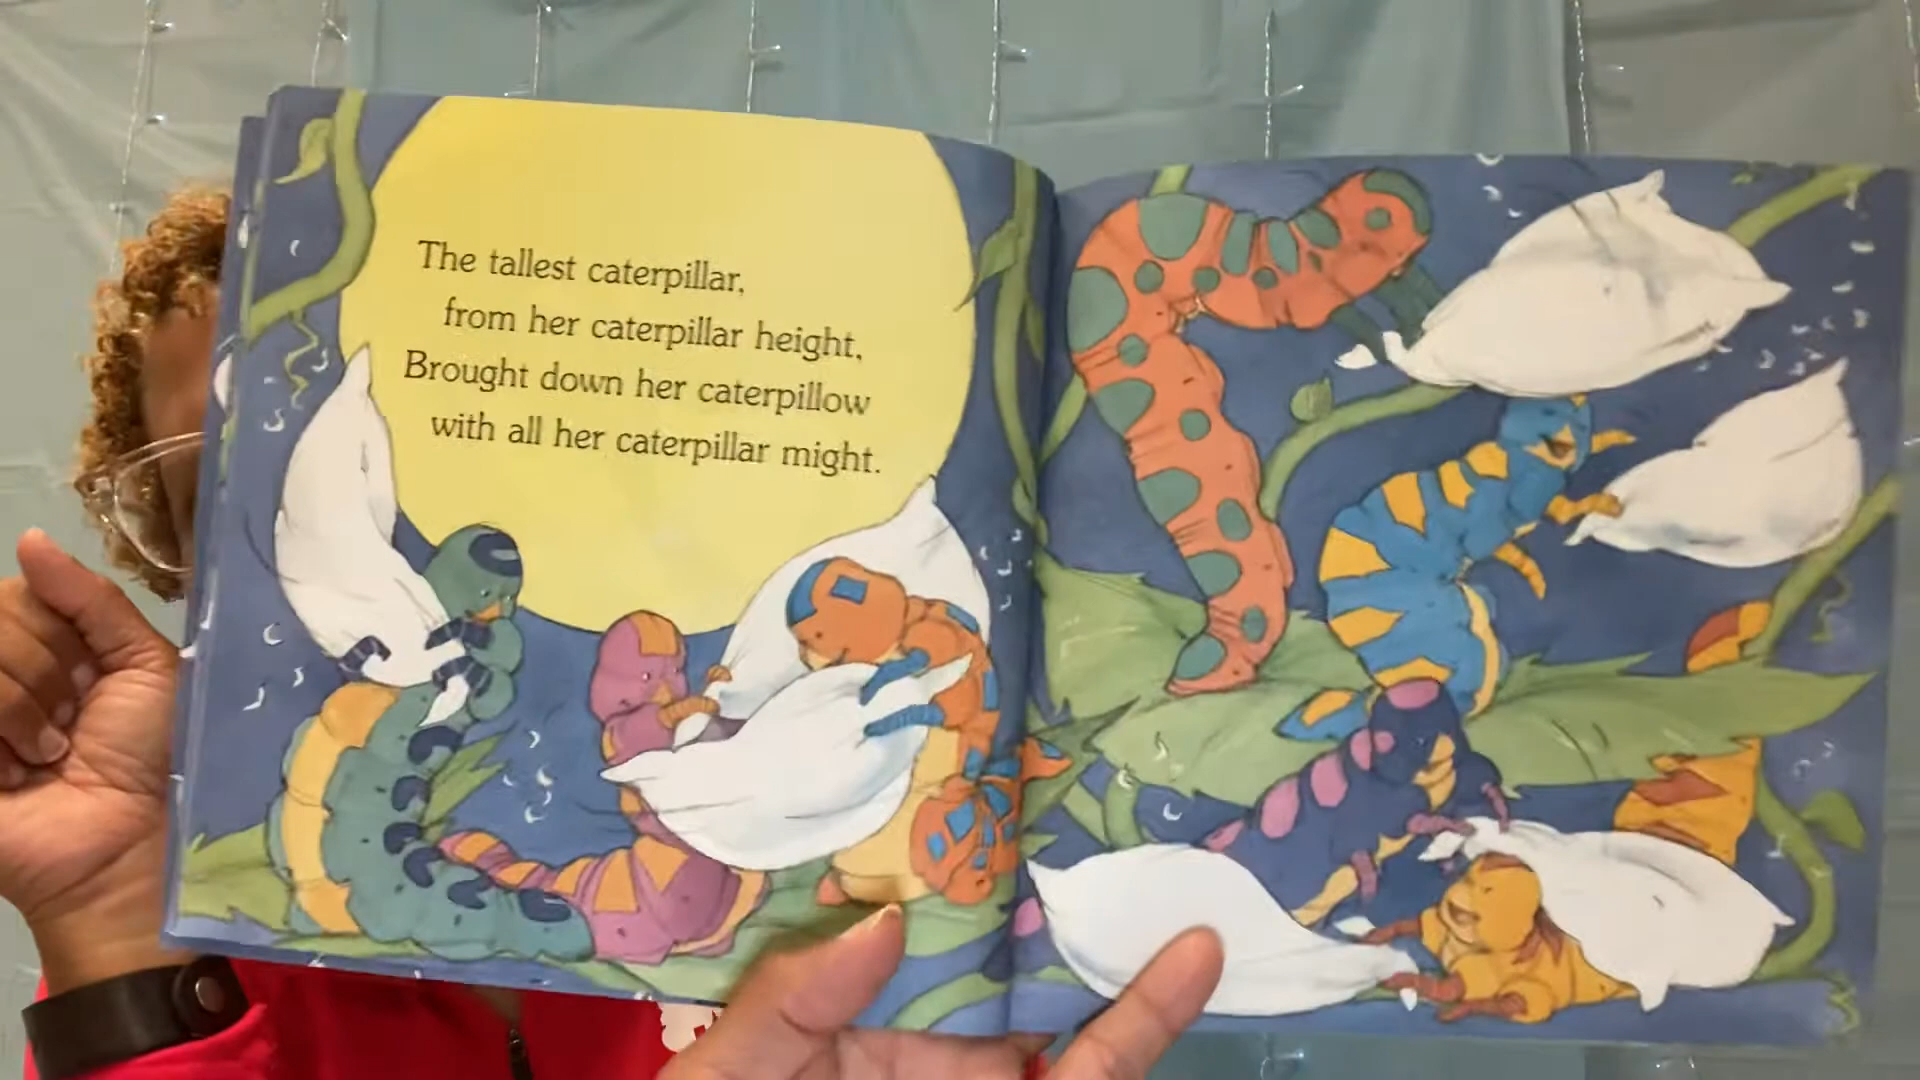 The tallest caterpillar,
from her caterpillar height,
Brought down her caterpillow
with all her caterpillar might.